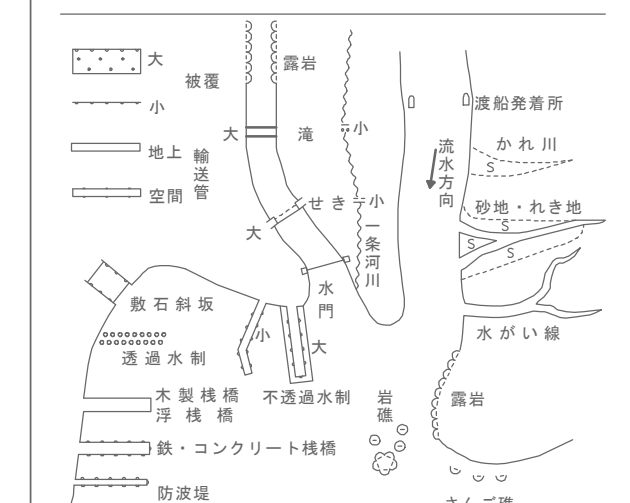 大
被覆
小
地上
輸送管
空間
露岩
大 滝 小
せき 小
大
一条河川
水門
流水方向
渡船発着所
かれ川
S
砂地・れき地
S
S
S
水がい線
敷石斜坂
透過水制
小
大
不透過水制
木製桟橋
浮桟橋
鉄・コンクリート桟橋
防波堤
岩礁
露岩
さんご礁